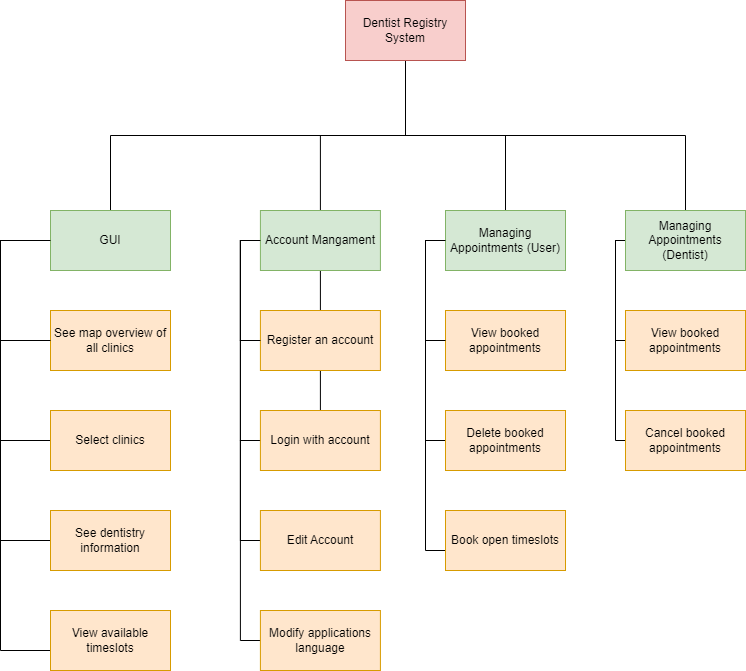 Dentist Registry
System
GUI
Account Mangament
Managing
Appointments (User)
Managing
Appointments
(Dentist)
See map overview of
all clinics
Register an account
View booked
appointments
View booked
appointments
Select clinics
Login with account
Delete booked
appointments
Cancel booked
appointments
See dentistry
information
Edit Account
Book open timeslots
View available
timeslots
Modify applications
language